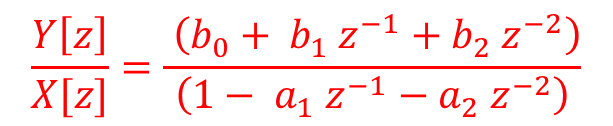 Y[z] / X[z] = (b₀ + b₁ z⁻¹ + b₂ z⁻²) / (1 − a₁ z⁻¹ − a₂ z⁻²)